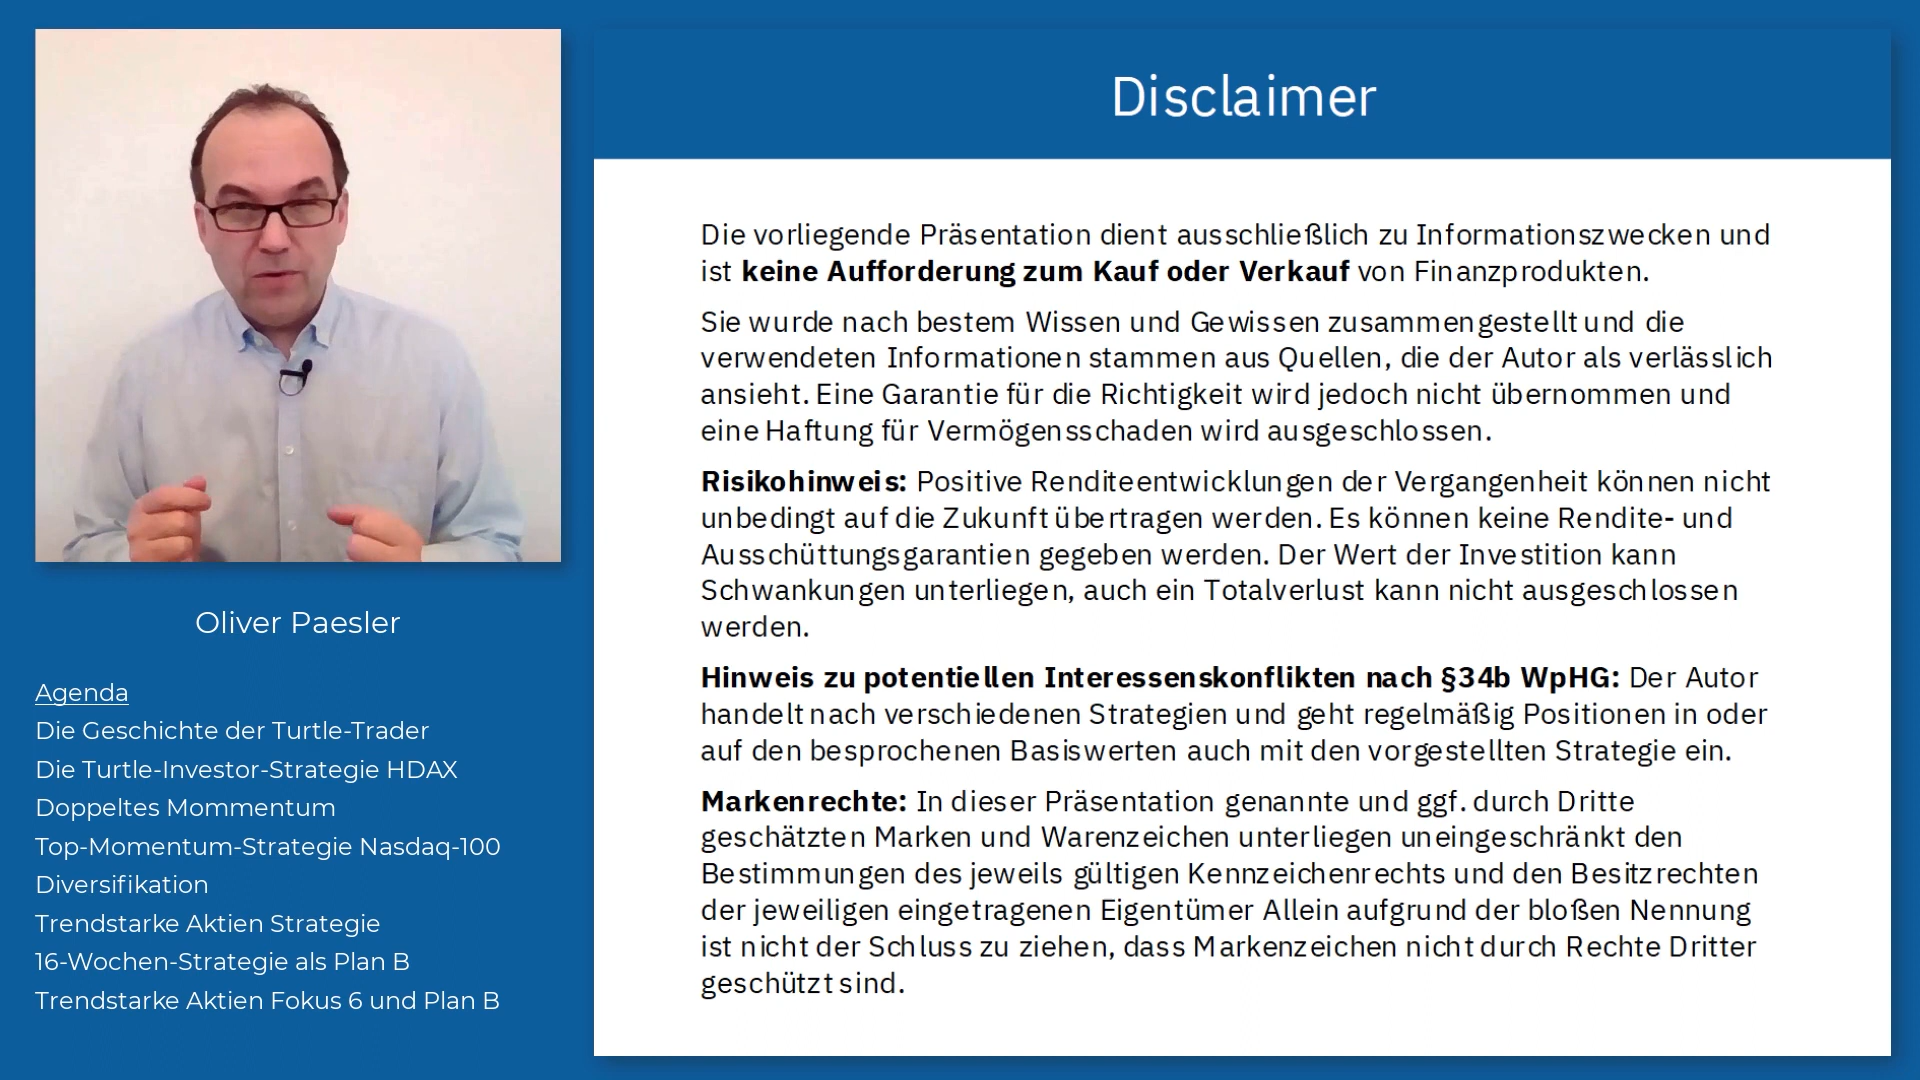 Oliver Paesler
Agenda
Die Geschichte der Turtle-Trader
Die Turtle-Investor-Strategie HDAX
Doppeltes Mommentum
Top-Momentum-Strategie Nasdaq-100
Diversifikation
Trendstarke Aktien Strategie
16-Wochen-Strategie als Plan B
Trendstarke Aktien Fokus 6 und Plan B
Disclaimer
Die vorliegende Präsentation dient ausschließlich zu Informationszwecken und
ist keine Aufforderung zum Kauf oder Verkauf von Finanzprodukten.
Sie wurde nach bestem Wissen und Gewissen zusammengestellt und die
verwendeten Informationen stammen aus Quellen, die der Autor als verlässlich
ansieht. Eine Garantie für die Richtigkeit wird jedoch nicht übernommen und
eine Haftung für Vermögensschaden wird ausgeschlossen.
Risikohinweis: Positive Renditeentwicklungen der Vergangenheit können nicht
unbedingt auf die Zukunft übertragen werden. Es können keine Rendite- und
Ausschüttungsgarantien gegeben werden. Der Wert der Investition kann
Schwankungen unterliegen, auch ein Totalverlust kann nicht ausgeschlossen
werden.
Hinweis zu potentiellen Interessenskonflikten nach §34b WpHG: Der Autor
handelt nach verschiedenen Strategien und geht regelmäßig Positionen in oder
auf den besprochenen Basiswerten auch mit den vorgestellten Strategie ein.
Markenrechte: In dieser Präsentation genannte und ggf. durch Dritte
geschätzten Marken und Warenzeichen unterliegen uneingeschränkt den
Bestimmungen des jeweils gültigen Kennzeichenrechts und den Besitzrechten
der jeweiligen eingetragenen Eigentümer Allein aufgrund der bloßen Nennung
ist nicht der Schluss zu ziehen, dass Markenzeichen nicht durch Rechte Dritter
geschützt sind.